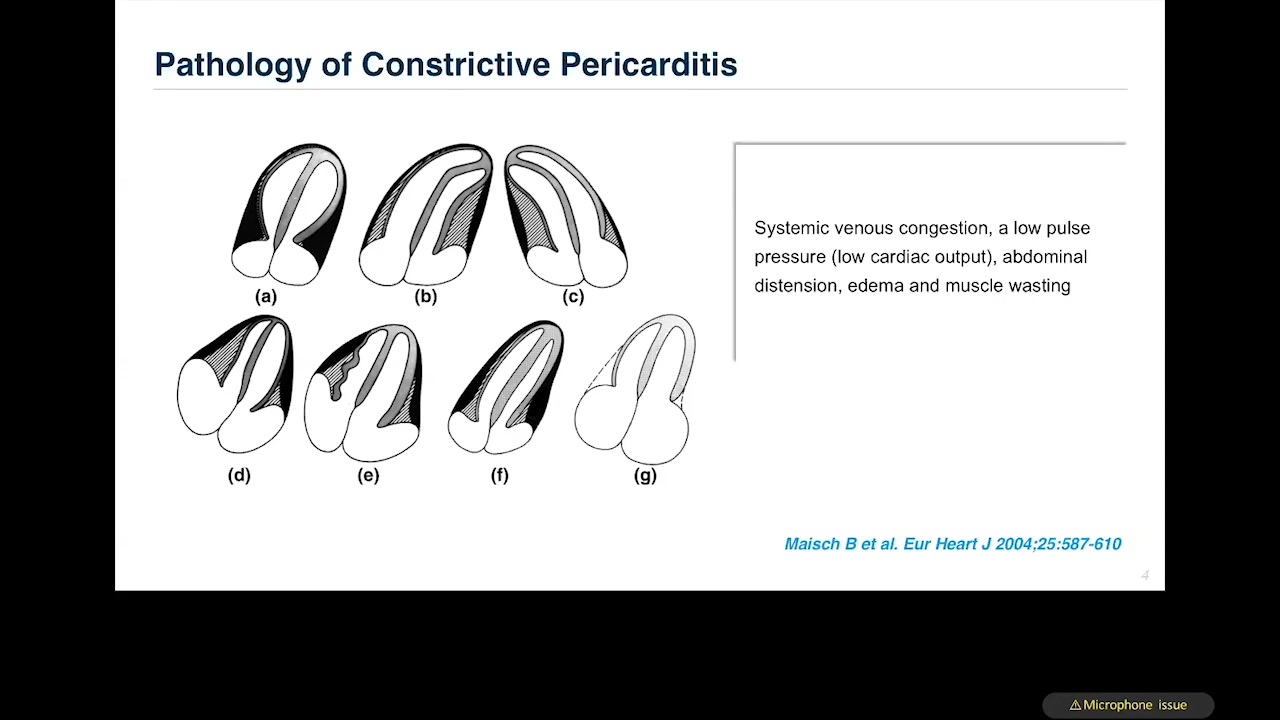 Pathology of Constrictive Pericarditis
(a)
(b)
(c)
Systemic venous congestion, a low pulse
pressure (low cardiac output), abdominal
distension, edema and muscle wasting
(d)
(e)
(f)
(g)
Maisch B et al. Eur Heart J 2004;25:587-610
4
⚠Microphone issue